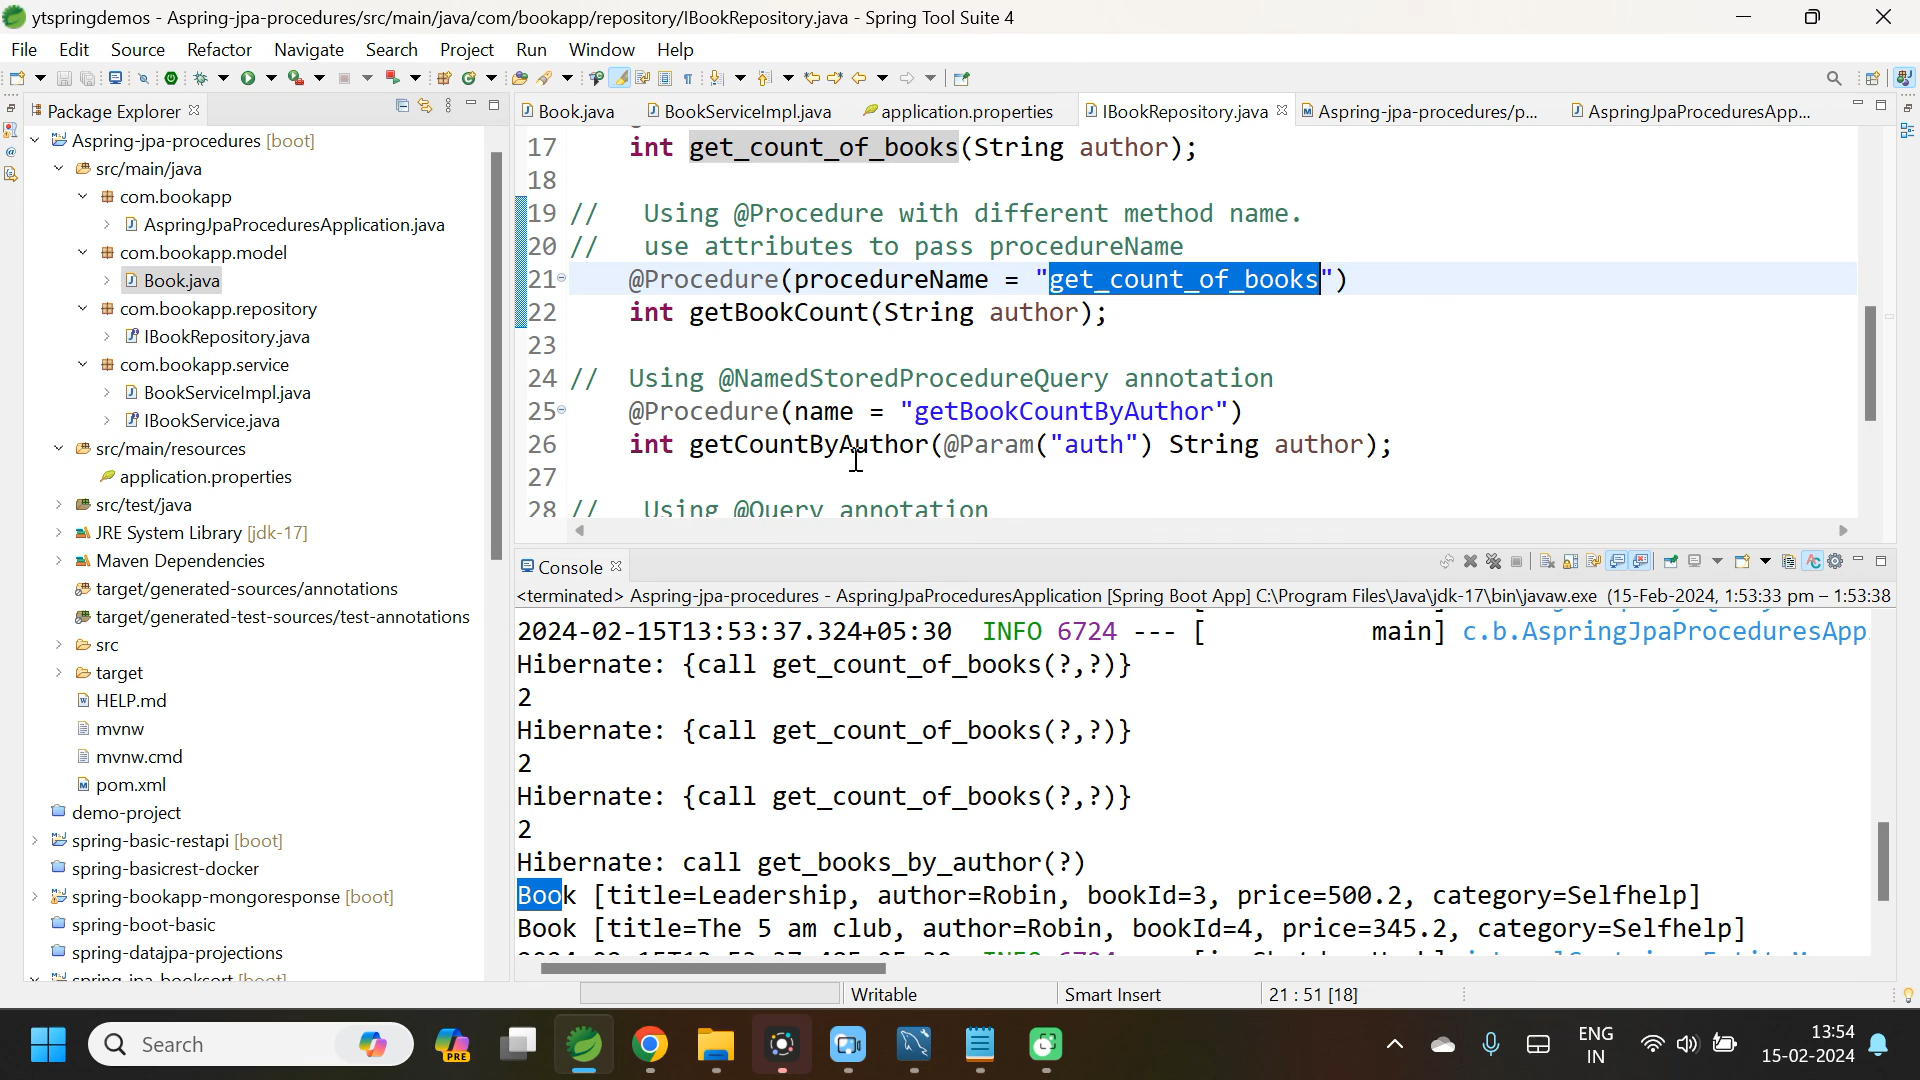 ytspringdemos - Aspring-jpa-procedures/src/main/java/com/bookapp/repository/IBookRepository.java - Spring Tool Suite 4
File Edit Source Refactor Navigate Search Project Run Window Help
Package Explorer
Aspring-jpa-procedures [boot]
src/main/java
com.bookapp
AspringJpaProceduresApplication.java
com.bookapp.model
Book.java
com.bookapp.repository
IBookRepository.java
com.bookapp.service
BookServiceImpl.java
IBookService.java
src/main/resources
application.properties
src/test/java
JRE System Library [jdk-17]
Maven Dependencies
target/generated-sources/annotations
target/generated-test-sources/test-annotations
src
target
HELP.md
mvnw
mvnw.cmd
pom.xml
demo-project
spring-basic-restapi [boot]
spring-basicrest-docker
spring-bookapp-mongoresponse [boot]
spring-boot-basic
spring-datajpa-projections
spring-jpa-booksort [boot]
Book.java BookServiceImpl.java application.properties IBookRepository.java Aspring-jpa-procedures/p... AspringJpaProceduresApp...
17 int get_count_of_books(String author);
18
19 // Using @Procedure with different method name.
20 // use attributes to pass procedureName
21 @Procedure(procedureName = "get_count_of_books")
22 int getBookCount(String author);
23
24 // Using @NamedStoredProcedureQuery annotation
25 @Procedure(name = "getBookCountByAuthor")
26 int getCountByAuthor(@Param("auth") String author);
27
28 // Using @Query annotation
Console
<terminated> Aspring-jpa-procedures - AspringJpaProceduresApplication [Spring Boot App] C:\Program Files\Java\jdk-17\bin\javaw.exe (15-Feb-2024, 1:53:33 pm – 1:53:38
2024-02-15T13:53:37.324+05:30 INFO 6724 --- [ main] c.b.AspringJpaProceduresApp
Hibernate: {call get_count_of_books(?,?)}
2
Hibernate: {call get_count_of_books(?,?)}
2
Hibernate: {call get_count_of_books(?,?)}
2
Hibernate: call get_books_by_author(?)
Book [title=Leadership, author=Robin, bookId=3, price=500.2, category=Selfhelp]
Book [title=The 5 am club, author=Robin, bookId=4, price=345.2, category=Selfhelp]
Writable Smart Insert 21 : 51 [18]
Search
PRE
ENG
IN
13:54
15-02-2024